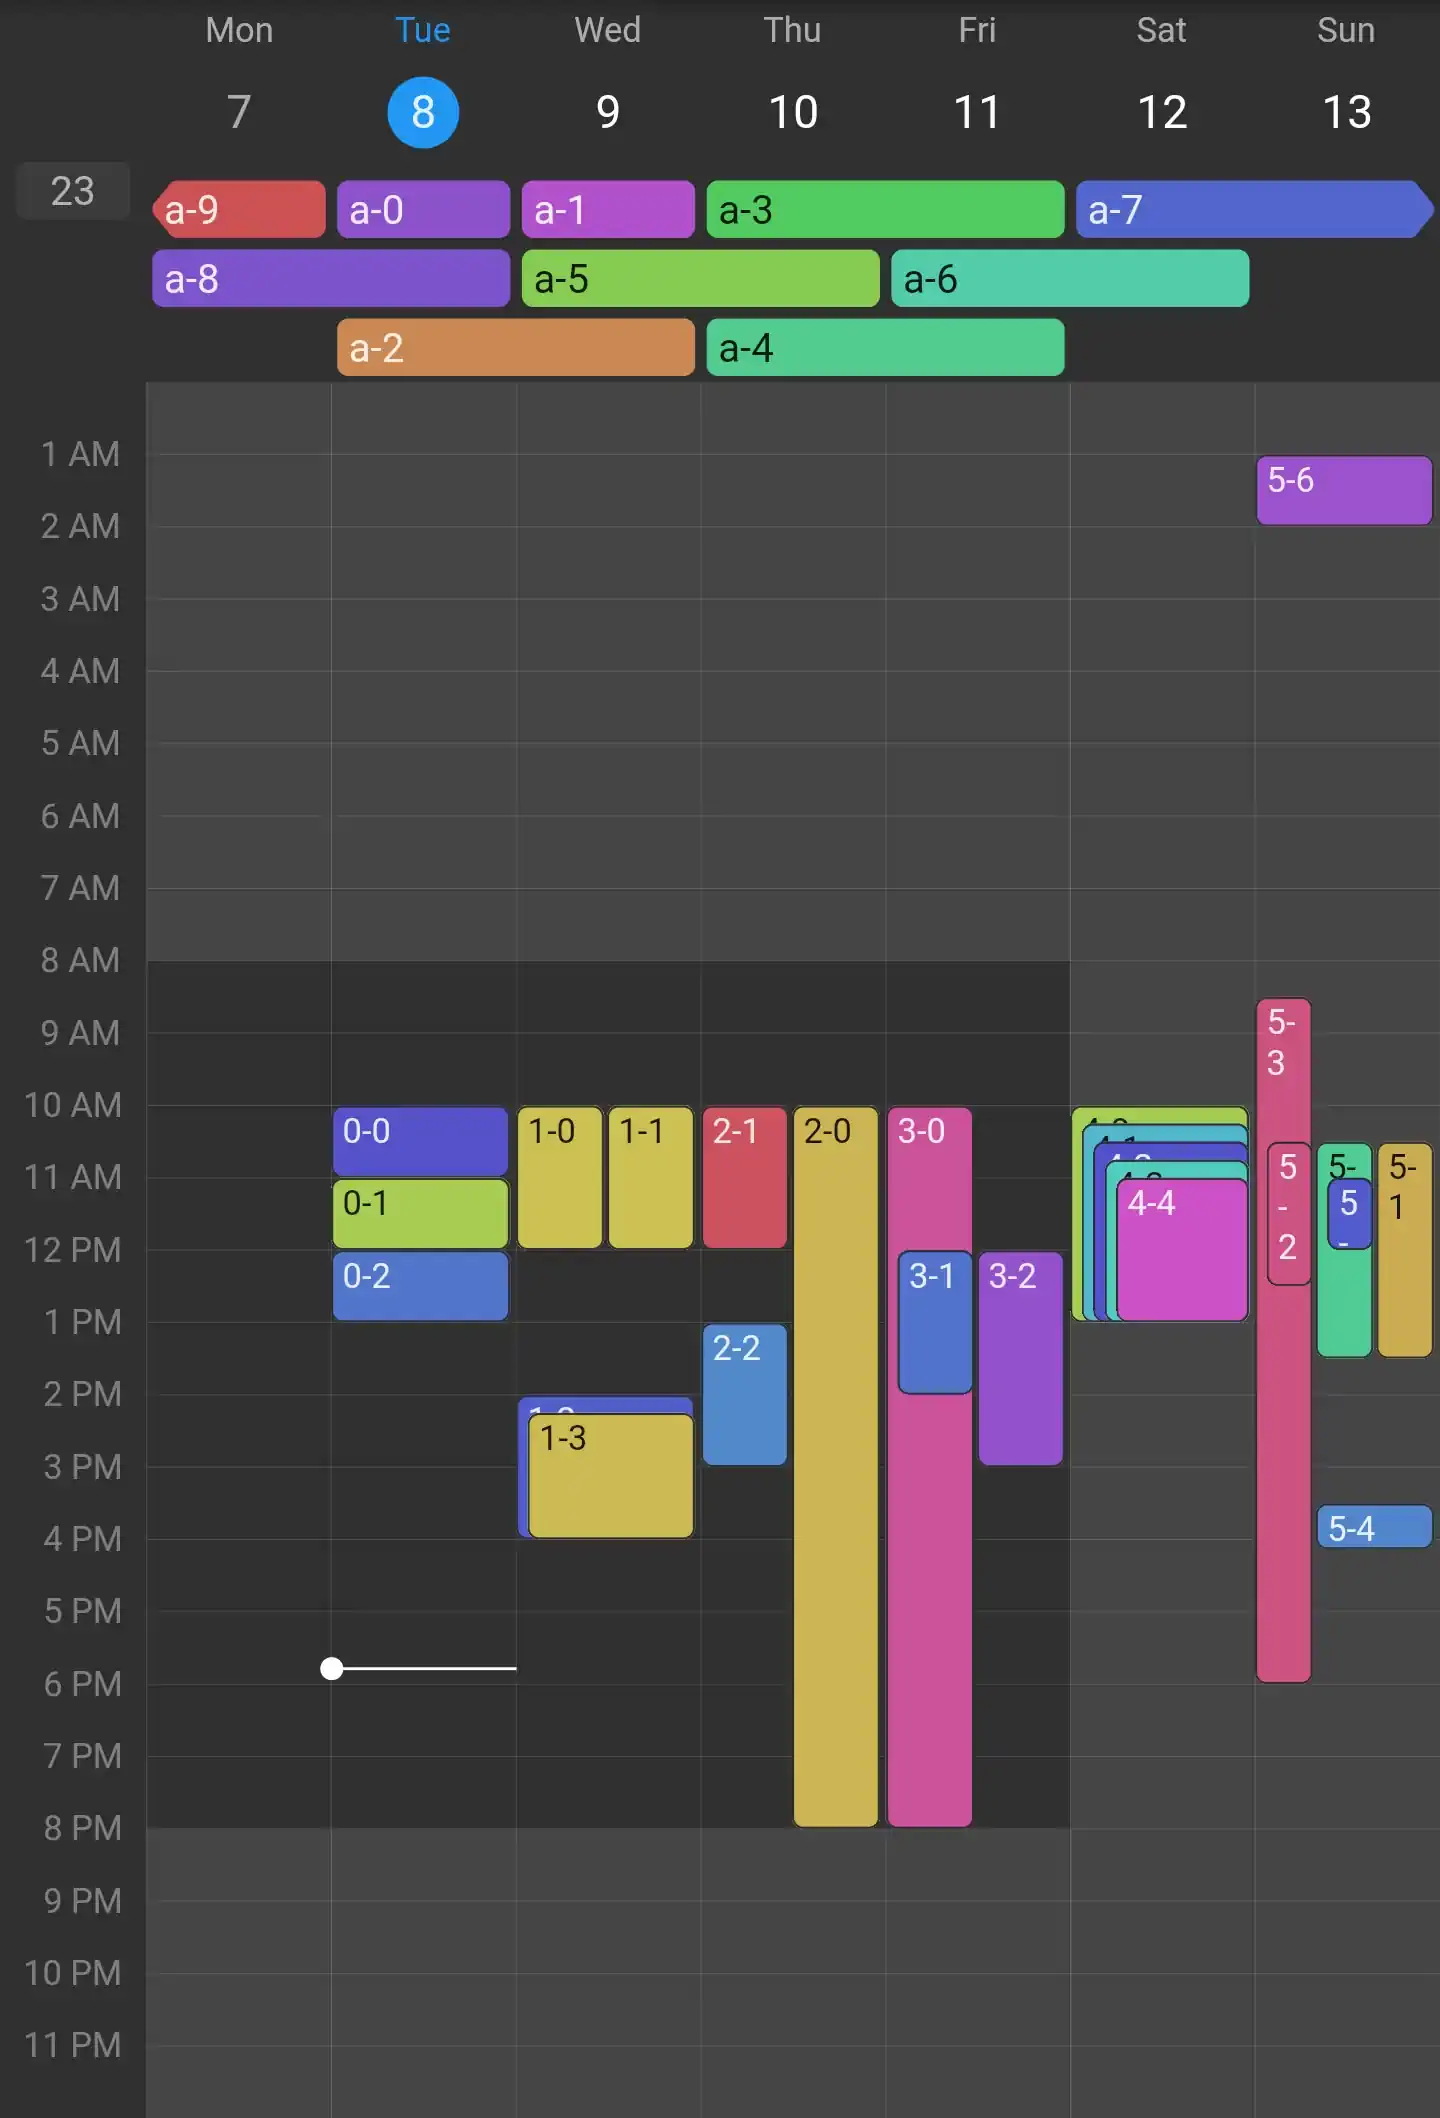 Mon Tue Wed Thu Fri Sat Sun
7 8 9 10 11 12 13
23
a-9 a-0 a-1 a-3 a-7
a-8 a-5 a-6
a-2 a-4
1 AM
5-6
2 AM
3 AM
4 AM
5 AM
6 AM
7 AM
8 AM
9 AM
5-
3
10 AM
0-0 1-0 1-1 2-1 2-0 3-0
11 AM
5
-
2
5-
5-
1
0-1 4-4
5
-
12 PM
0-2 3-1 3-2
1 PM
2-2
2 PM
1-3
3 PM
4 PM
5-4
5 PM
6 PM
7 PM
8 PM
9 PM
10 PM
11 PM